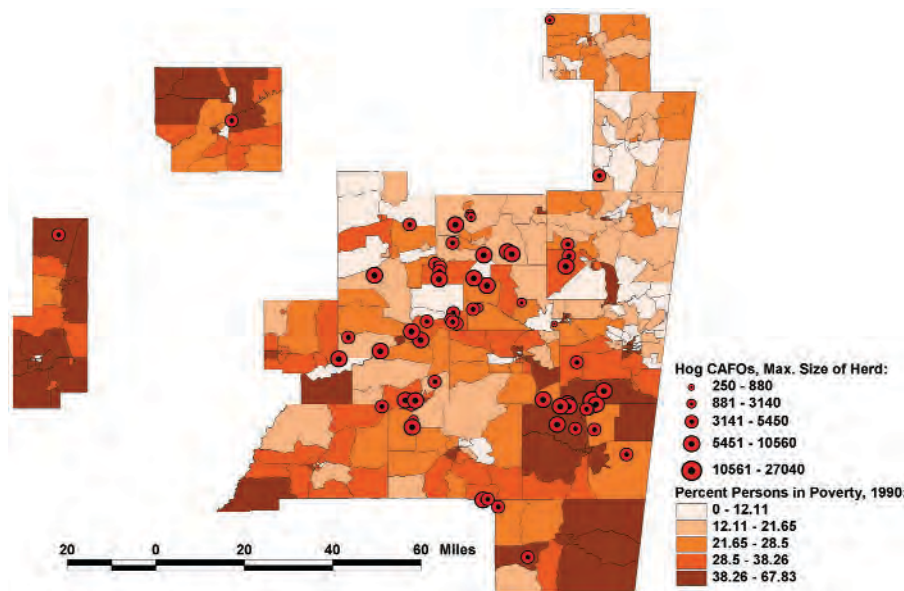 Hog CAFOs, Max. Size of Herd:
250 - 880
881 - 3140
3141 - 5450
5451 - 10560
10561 - 27040
Percent Persons in Poverty, 1990:
0 - 12.11
12.11 - 21.65
21.65 - 28.5
28.5 - 38.26
38.26 - 67.83
20 0 20 40 60 Miles